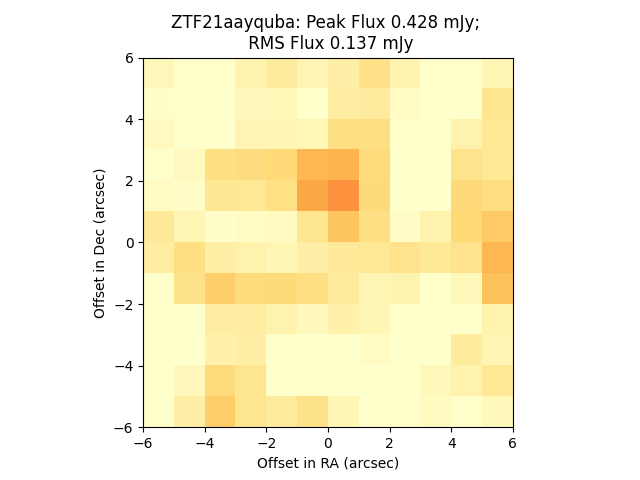 ZTF21aayquba: Peak Flux 0.428 mJy;
RMS Flux 0.137 mJy
6
4
2
0
−2
−4
−6
Offset in Dec (arcsec)
−6 −4 −2 0 2 4 6
Offset in RA (arcsec)